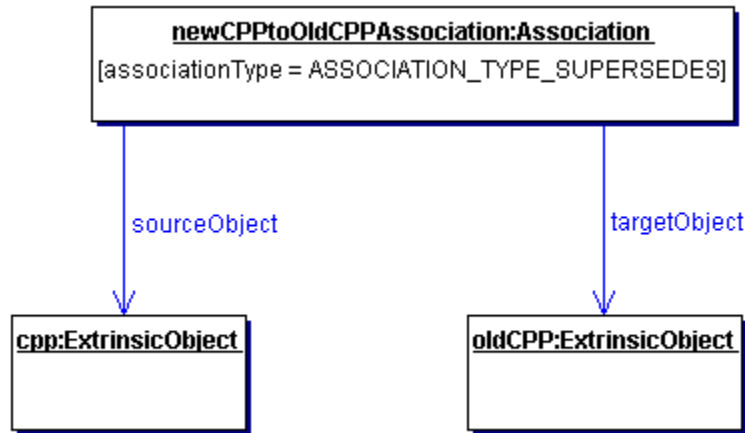 newCPPtoOldCPPAssociation:Association
[associationType = ASSOCIATION_TYPE_SUPERSEDES]
sourceObject
targetObject
cpp:ExtrinsicObject
oldCPP:ExtrinsicObject